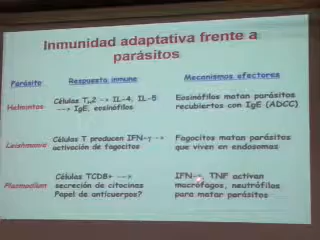 Inmunidad adaptativa frente a
parásitos
Parásito Respuesta inmune Mecanismos efectores
Helmintos Células TH2 -> IL-4, IL-5 Eosinófilos matan parásitos
---> IgE, eosinófilos recubiertos con IgE (ADCC)
Leishmania Células T producen IFN-γ -> Fagocitos matan parásitos
activación de fagocitos que viven en endosomas
Plasmodium Células TCD8+ ---> IFN-γ, TNF activan
secreción de citocinas macrófagos, neutrófilos
Papel de anticuerpos? para matar parásitos